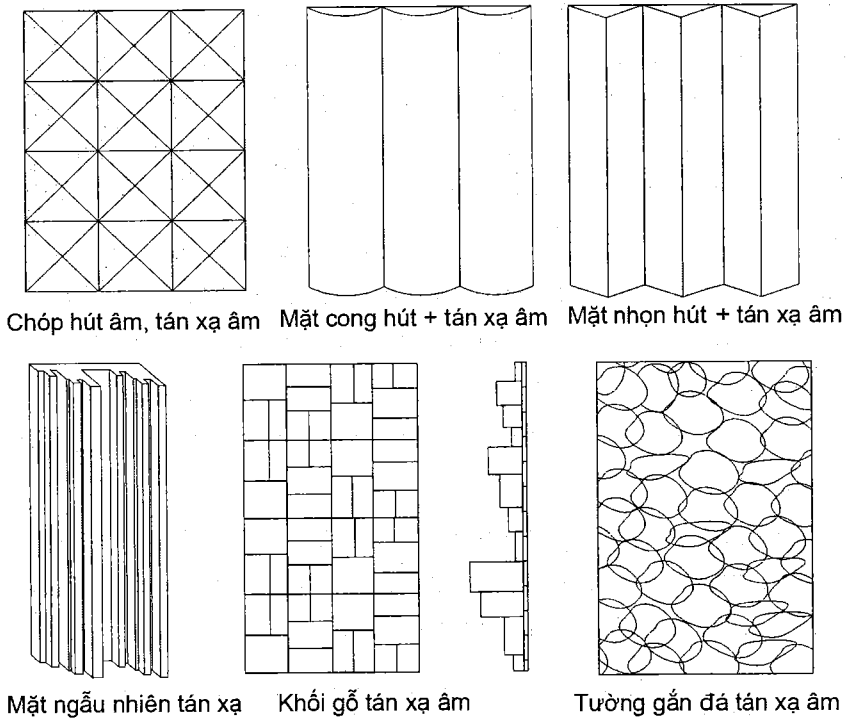 Chóp hút âm, tán xạ âm
Mặt cong hút + tán xạ âm
Mặt nhọn hút + tán xạ âm
Mặt ngẫu nhiên tán xạ
Khối gỗ tán xạ âm
Tường gắn đá tán xạ âm